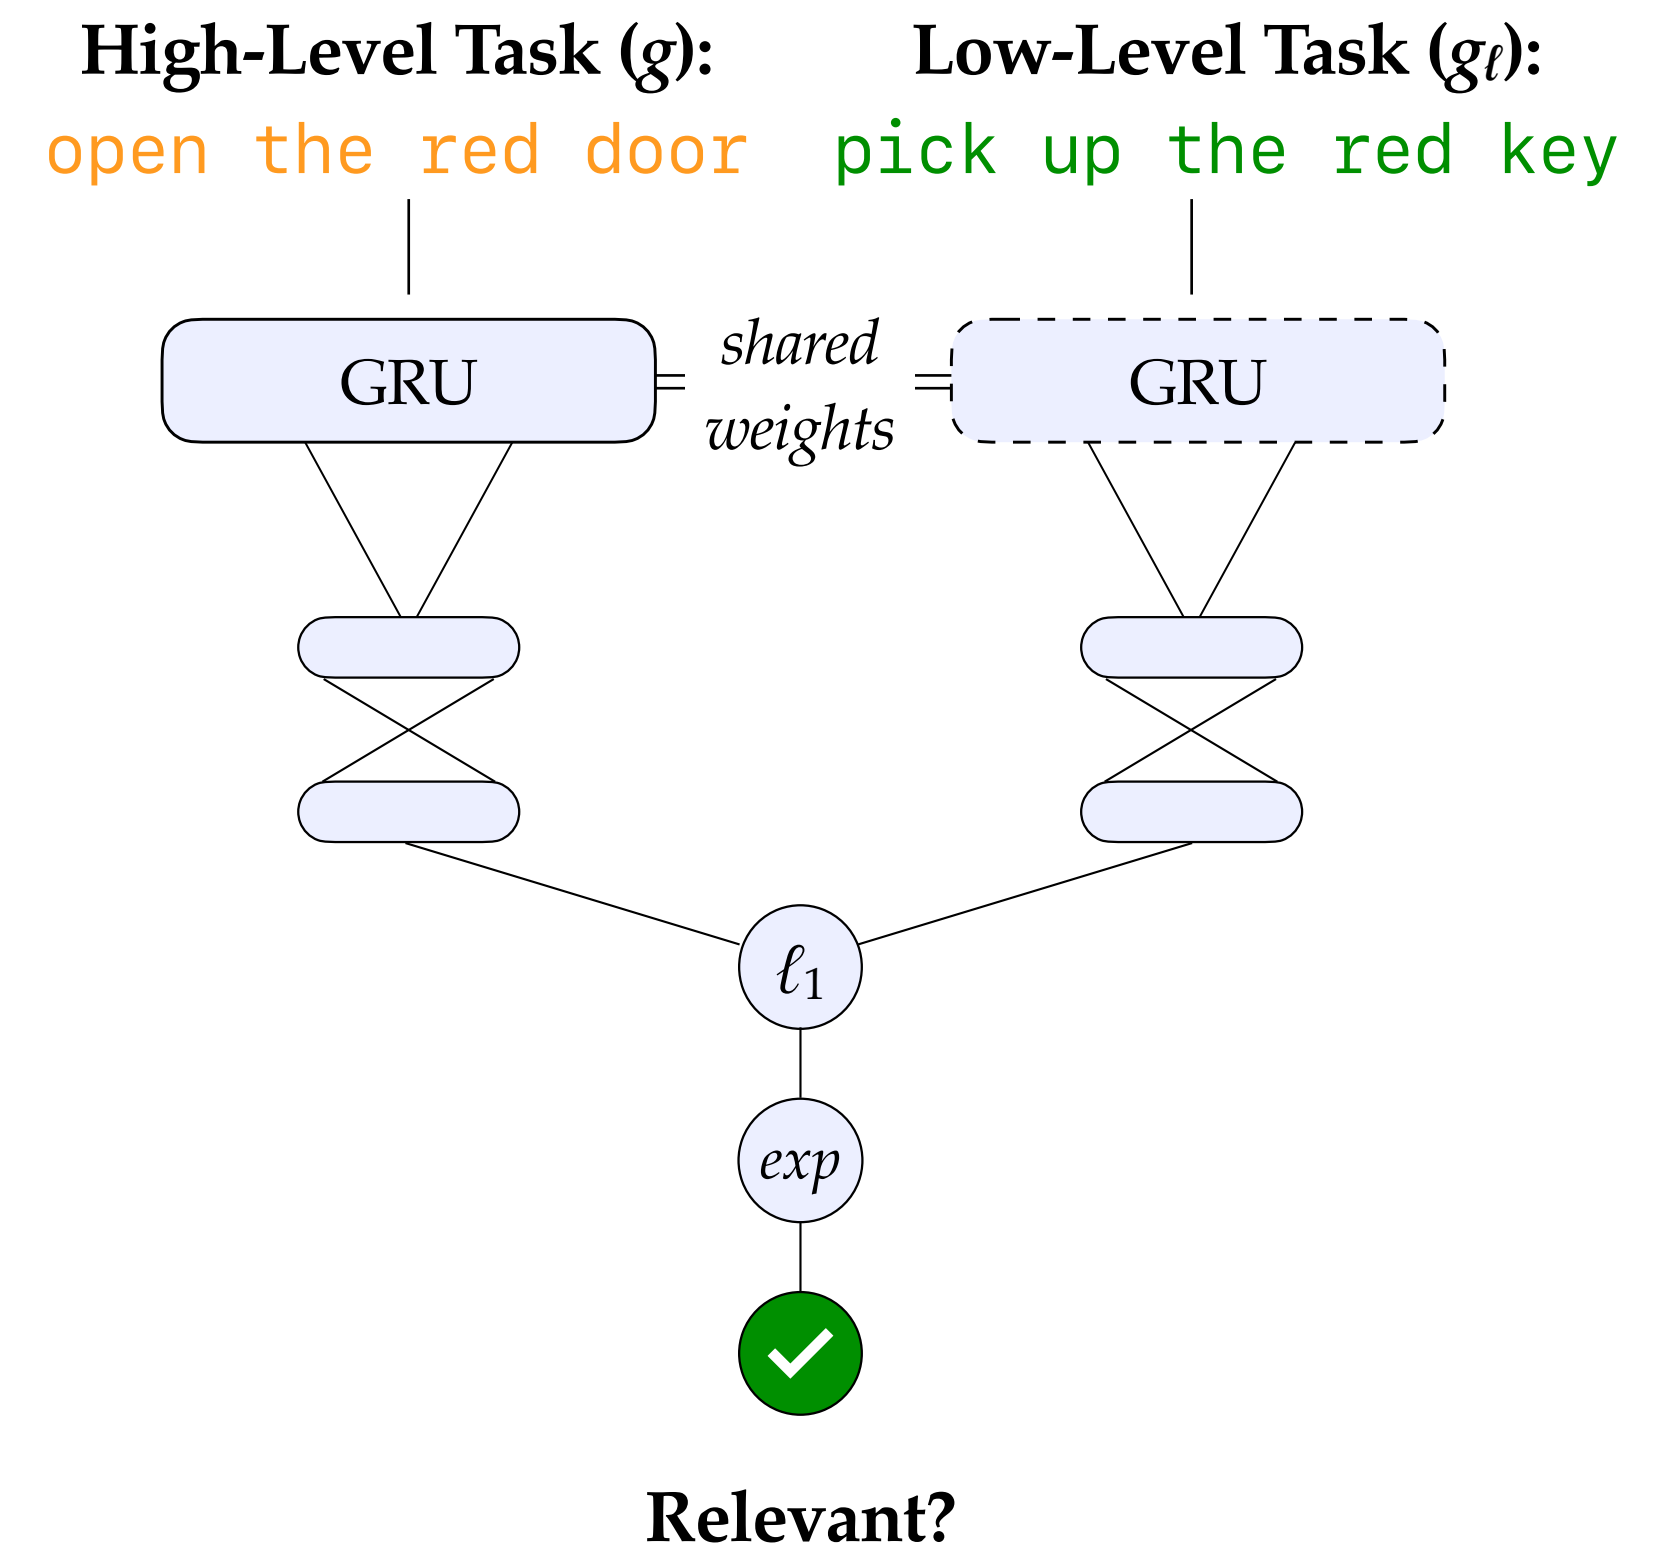 High-Level Task (g):
open the red door
Low-Level Task (gℓ):
pick up the red key
GRU
shared
weights
GRU
ℓ1
exp
Relevant?